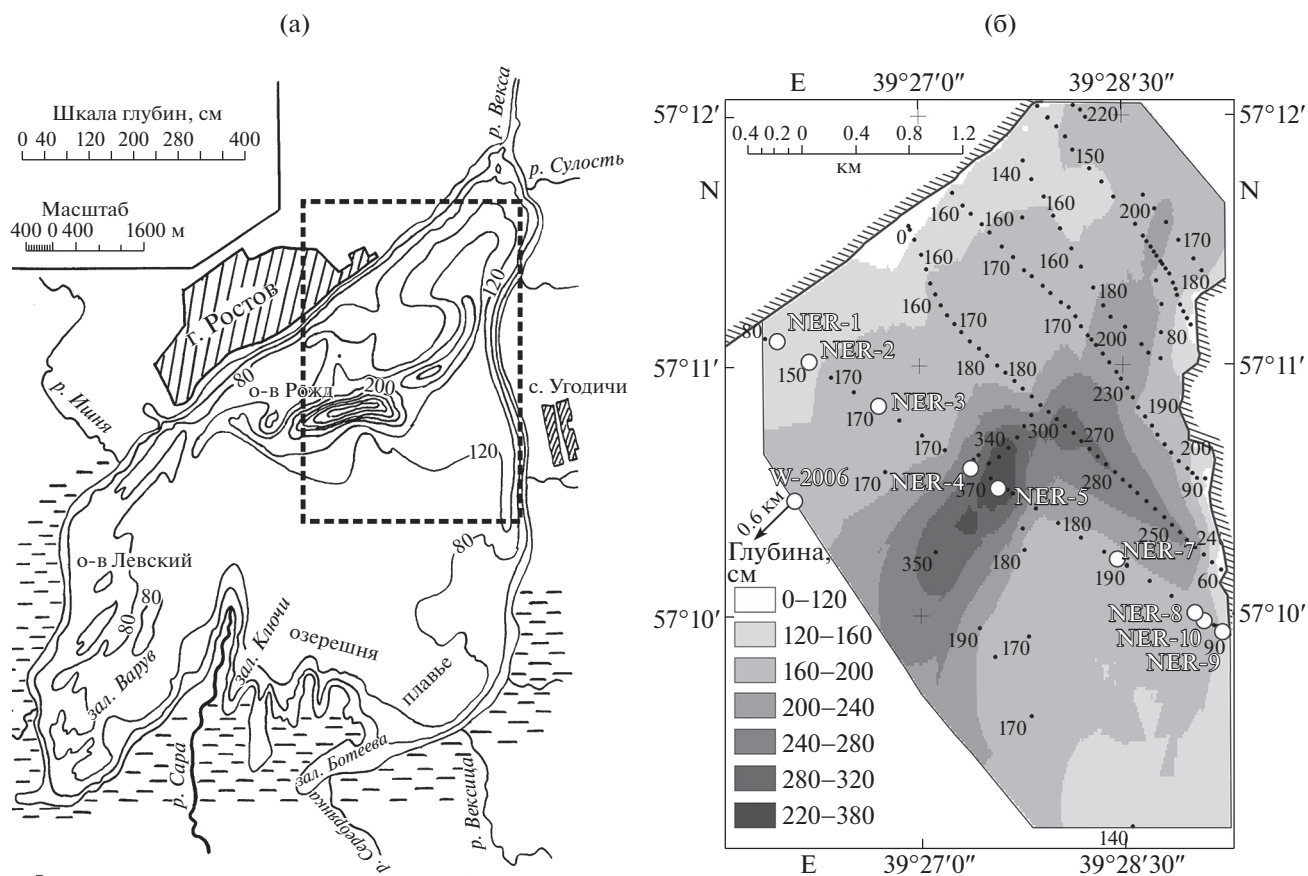 (а)
Шкала глубин, см
0 40 120 200 280 400
Масштаб
400 0 400 1600 м
р. Векса
р. Сулость
г. Ростов
р. Ишня
80
о-в Рожд
200
120
с. Угодичи
120
80
о-в Левский
80
80
зал. Варув
зал. Ключи
озерешня
плавье
р. Сара
зал. Ботеева
р. Серебрянка
р. Вексица
(б)
E 39°27′0″ 39°28′30″
57°12′ 57°12′
0.4 0.2 0 0.4 0.8 1.2
км
N N
220
150
140
160 160 160 200
0 170
160 170 160 180
160 170 170 180
200 80
80 NER-1
NER-2
150 170 180 180
57°11′ 57°11′
NER-3 230
170 190
170 340 300 270 200
W-2006 170 NER-4 370 NER-5 280 90
0.6 км
180 250 24
NER-7
350 180 190 60
Глубина,
см
0–120
120–160
160–200
200–240
240–280
280–320
220–380
57°10′ 57°10′
NER-8
NER-10
NER-9
90
190 170
170
140
E 39°27′0″ 39°28′30″